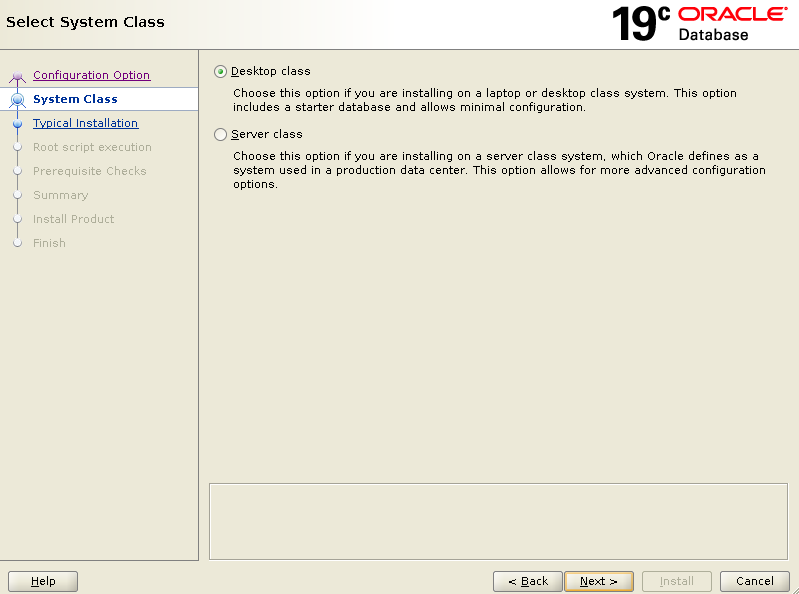 Select System Class
19c ORACLE
Database
Configuration Option
System Class
Typical Installation
Root script execution
Prerequisite Checks
Summary
Install Product
Finish
Desktop class
Choose this option if you are installing on a laptop or desktop class system. This option
includes a starter database and allows minimal configuration.
Server class
Choose this option if you are installing on a server class system, which Oracle defines as a
system used in a production data center. This option allows for more advanced configuration
options.
Help
< Back
Next >
Install
Cancel